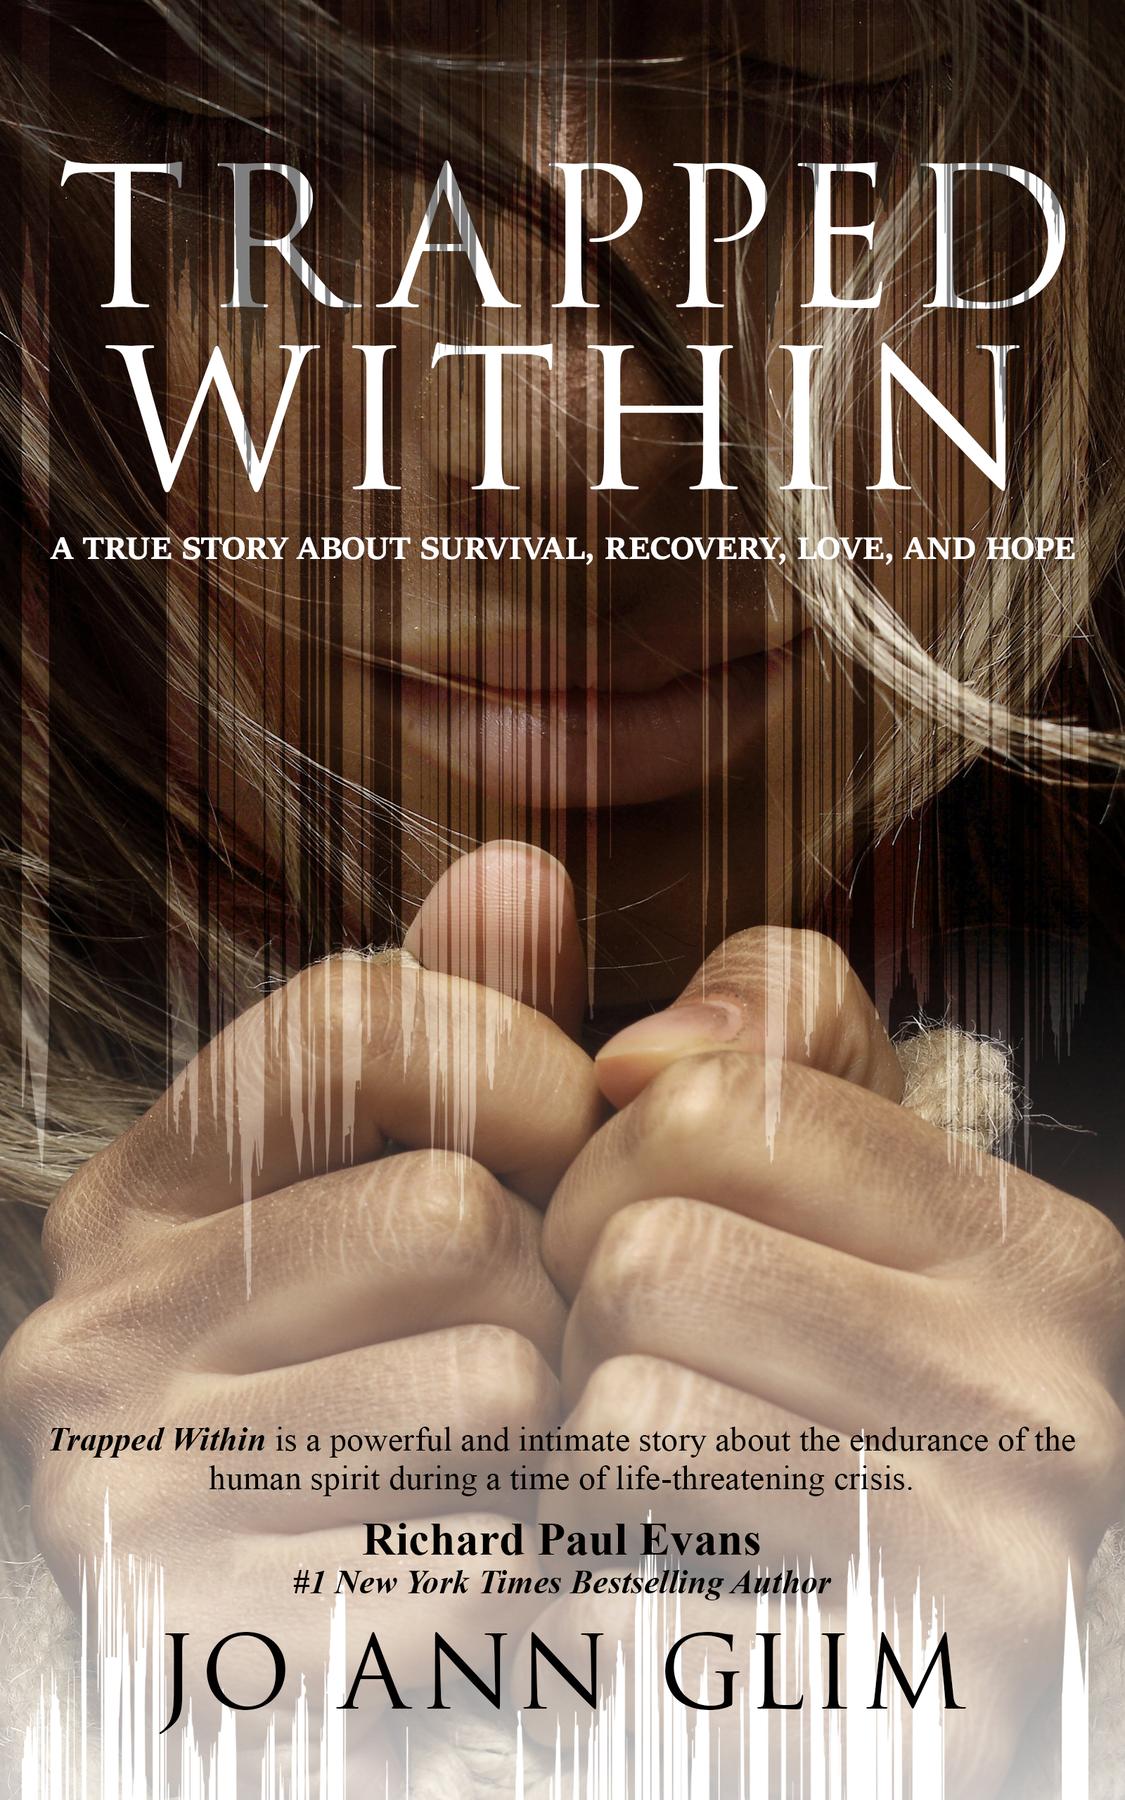 TRAPPED
WITHIN
A TRUE STORY ABOUT SURVIVAL, RECOVERY, LOVE, AND HOPE
Trapped Within is a powerful and intimate story about the endurance of the
human spirit during a time of life-threatening crisis.
Richard Paul Evans
#1 New York Times Bestselling Author
JO ANN GLIM